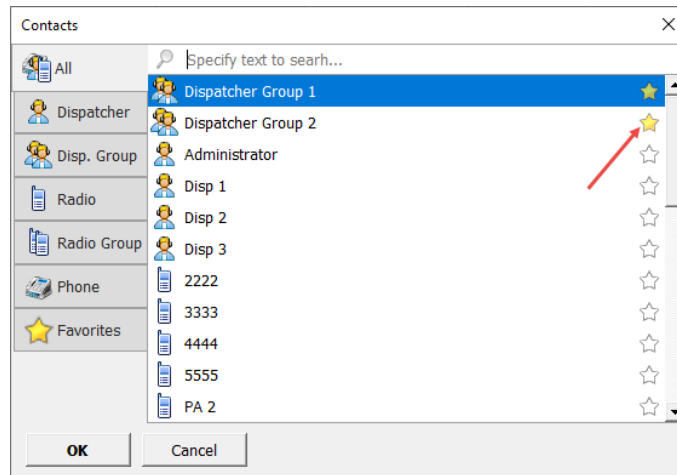 Contacts
All
Dispatcher
Disp. Group
Radio
Radio Group
Phone
Favorites
Specify text to searh...
Dispatcher Group 1
Dispatcher Group 2
Administrator
Disp 1
Disp 2
Disp 3
2222
3333
4444
5555
PA 2
OK
Cancel